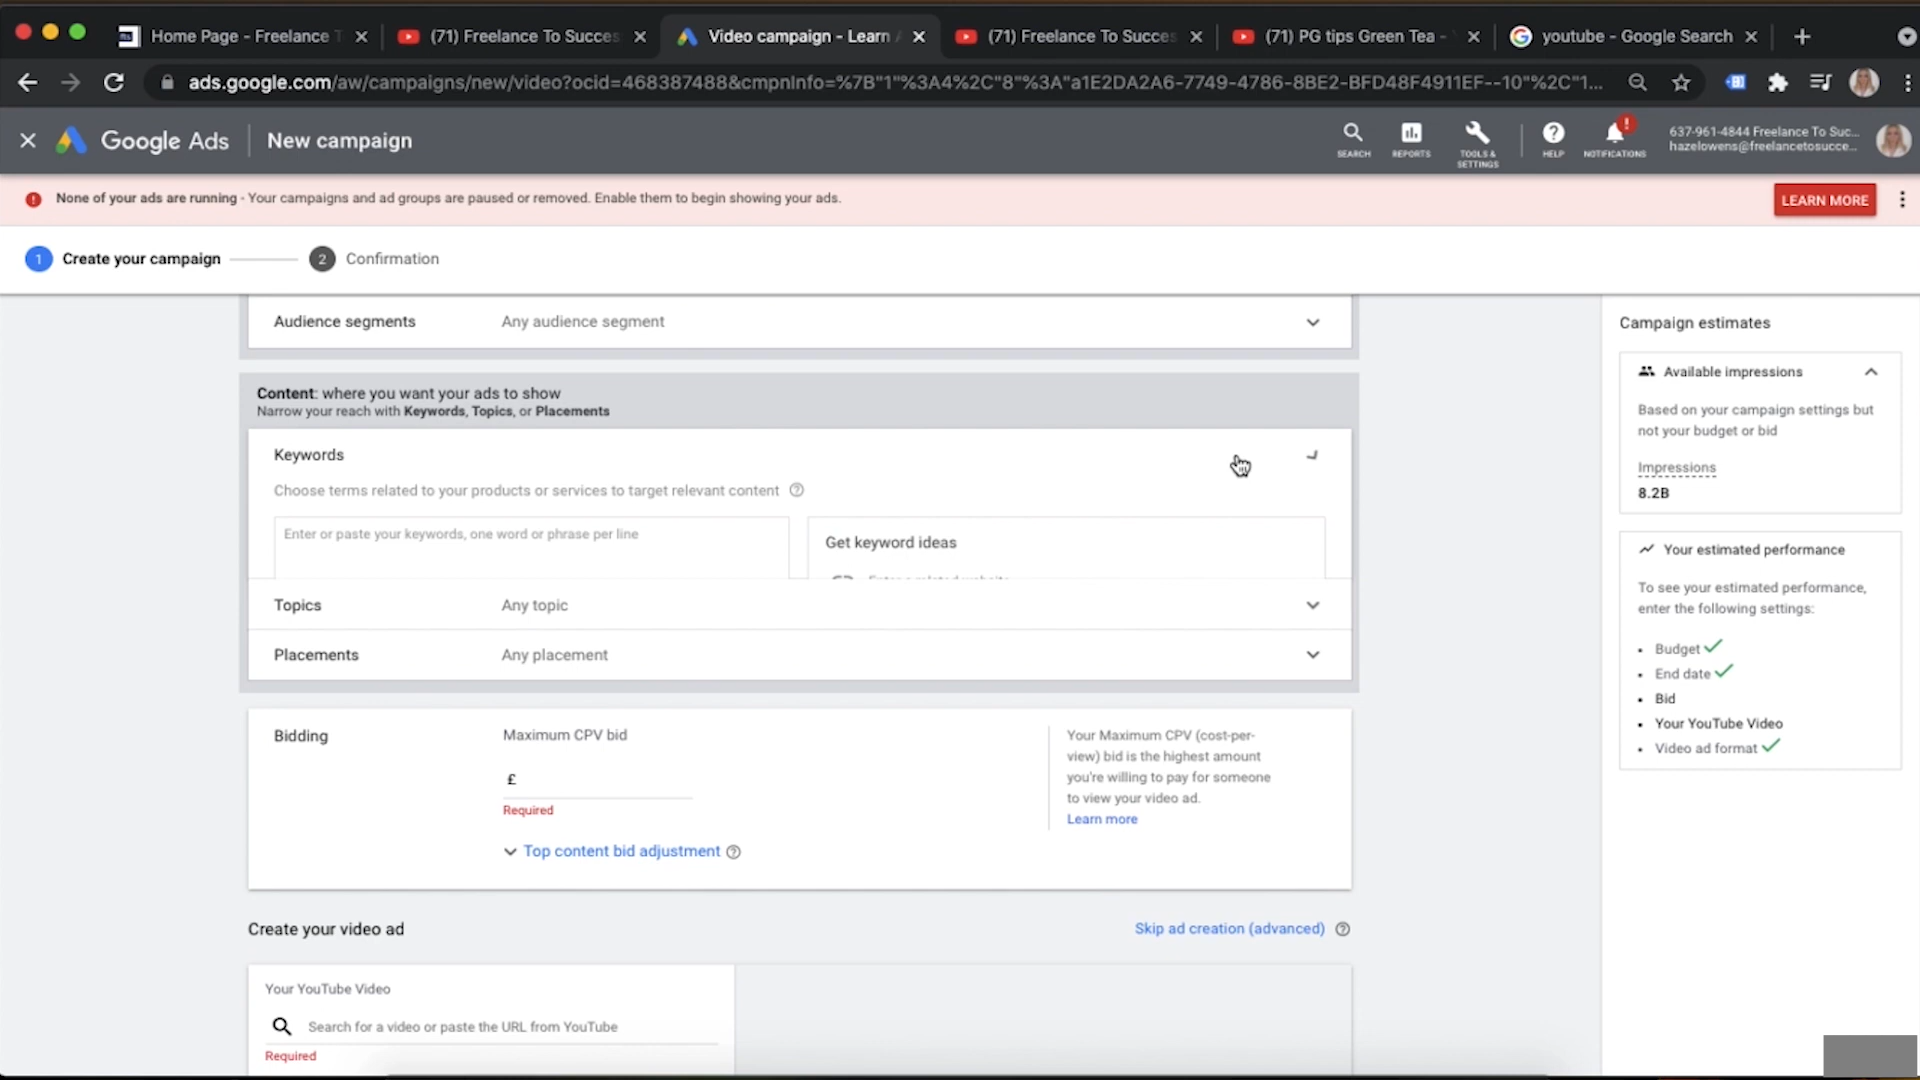 Home Page - Freelance T
(71) Freelance To Succes
Video campaign - Learn A
(71) Freelance To Succes
(71) PG tips Green Tea -
youtube - Google Search
ads.google.com/aw/campaigns/new/video?ocid=468387488&cmpnInfo=%7B"1"%3A4%2C"8"%3A"a1E2DA2A6-7749-4786-8BE2-BFD48F4911EF--10"%2C"1...
Google Ads
New campaign
SEARCH
REPORTS
TOOLS &
SETTINGS
HELP
NOTIFICATIONS
637-961-4844 Freelance To Suc...
hazelowens@freelancetosucce...
None of your ads are running - Your campaigns and ad groups are paused or removed. Enable them to begin showing your ads.
LEARN MORE
1 Create your campaign
2 Confirmation
Audience segments Any audience segment
Content: where you want your ads to show
Narrow your reach with Keywords, Topics, or Placements
Keywords
Choose terms related to your products or services to target relevant content
Enter or paste your keywords, one word or phrase per line
Get keyword ideas
Topics Any topic
Placements Any placement
Bidding
Maximum CPV bid
£
Required
Top content bid adjustment
Your Maximum CPV (cost-per-
view) bid is the highest amount
you're willing to pay for someone
to view your video ad.
Learn more
Create your video ad
Skip ad creation (advanced)
Your YouTube Video
Search for a video or paste the URL from YouTube
Required
Campaign estimates
Available impressions
Based on your campaign settings but
not your budget or bid
Impressions
8.2B
Your estimated performance
To see your estimated performance,
enter the following settings:
Budget
End date
Bid
Your YouTube Video
Video ad format